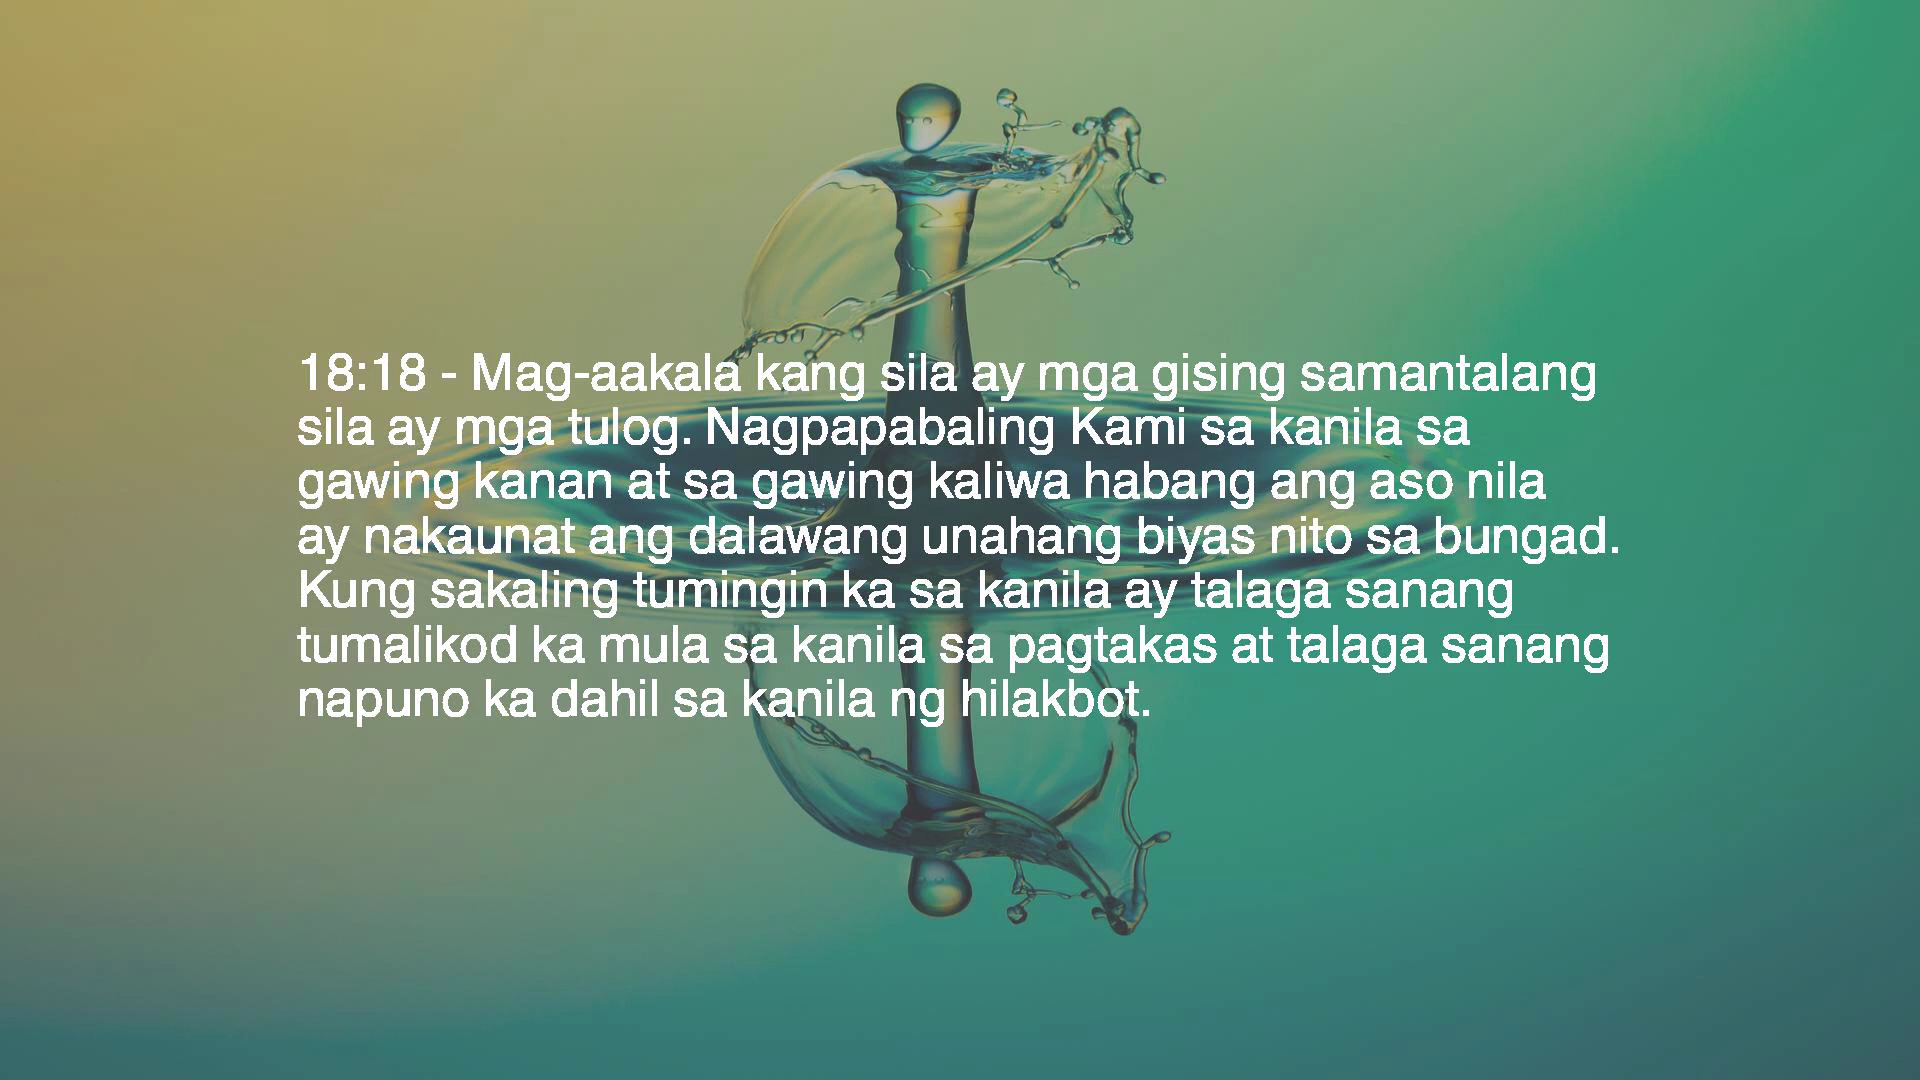 18:18 - Mag-aakala kang sila ay mga gising samantalang
sila ay mga tulog. Nagpapabaling Kami sa kanila sa
gawing kanan at sa gawing kaliwa habang ang aso nila
ay nakaunat ang dalawang unahang biyas nito sa bungad.
Kung sakaling tumingin ka sa kanila ay talaga sanang
tumalikod ka mula sa kanila sa pagtakas at talaga sanang
napuno ka dahil sa kanila ng hilakbot.